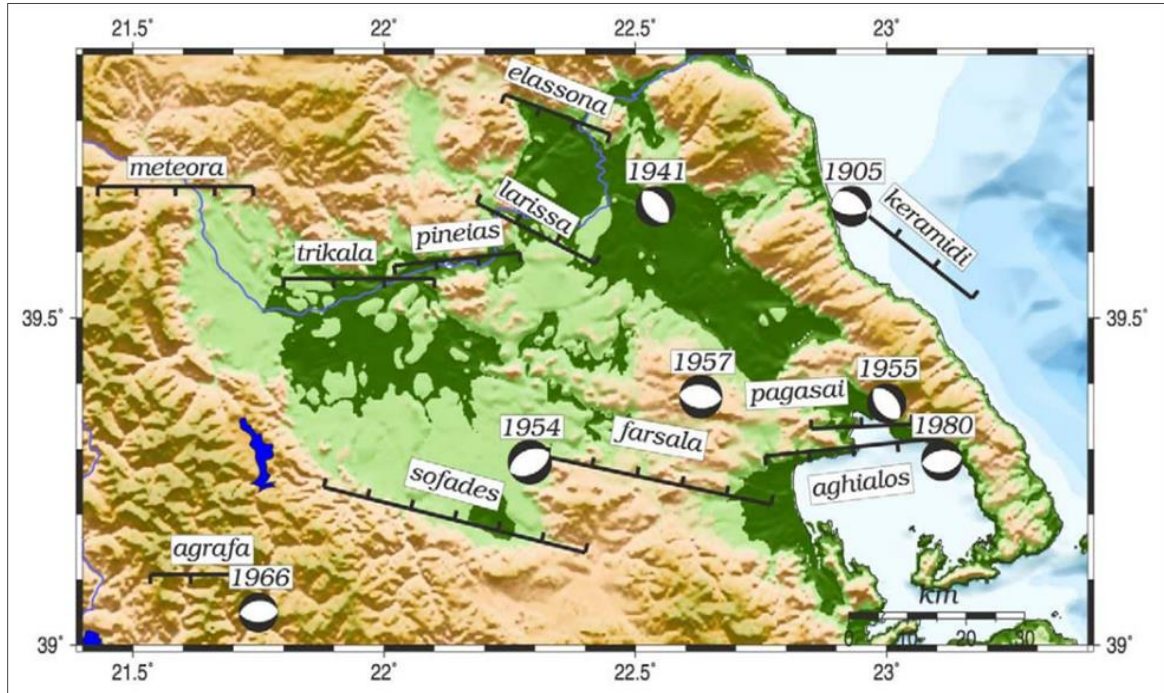 21.5° 22° 22.5° 23°
elassona
meteora
1941
1905
larissa
keramidi
pineias
trikala
39.5° 39.5°
1957
1955
pagasai
1954
1980
farsala
sofades
aghialos
agrafa
1966
km
0 10 20 30
39° 39°
21.5° 22° 22.5° 23°